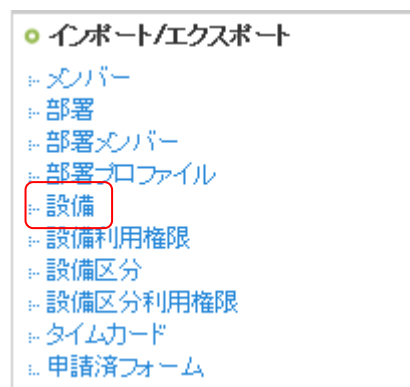 インポート/エクスポート
メンバー
部署
部署メンバー
部署プロファイル
設備
設備利用権限
設備区分
設備区分利用権限
タイムカード
申請済フォーム